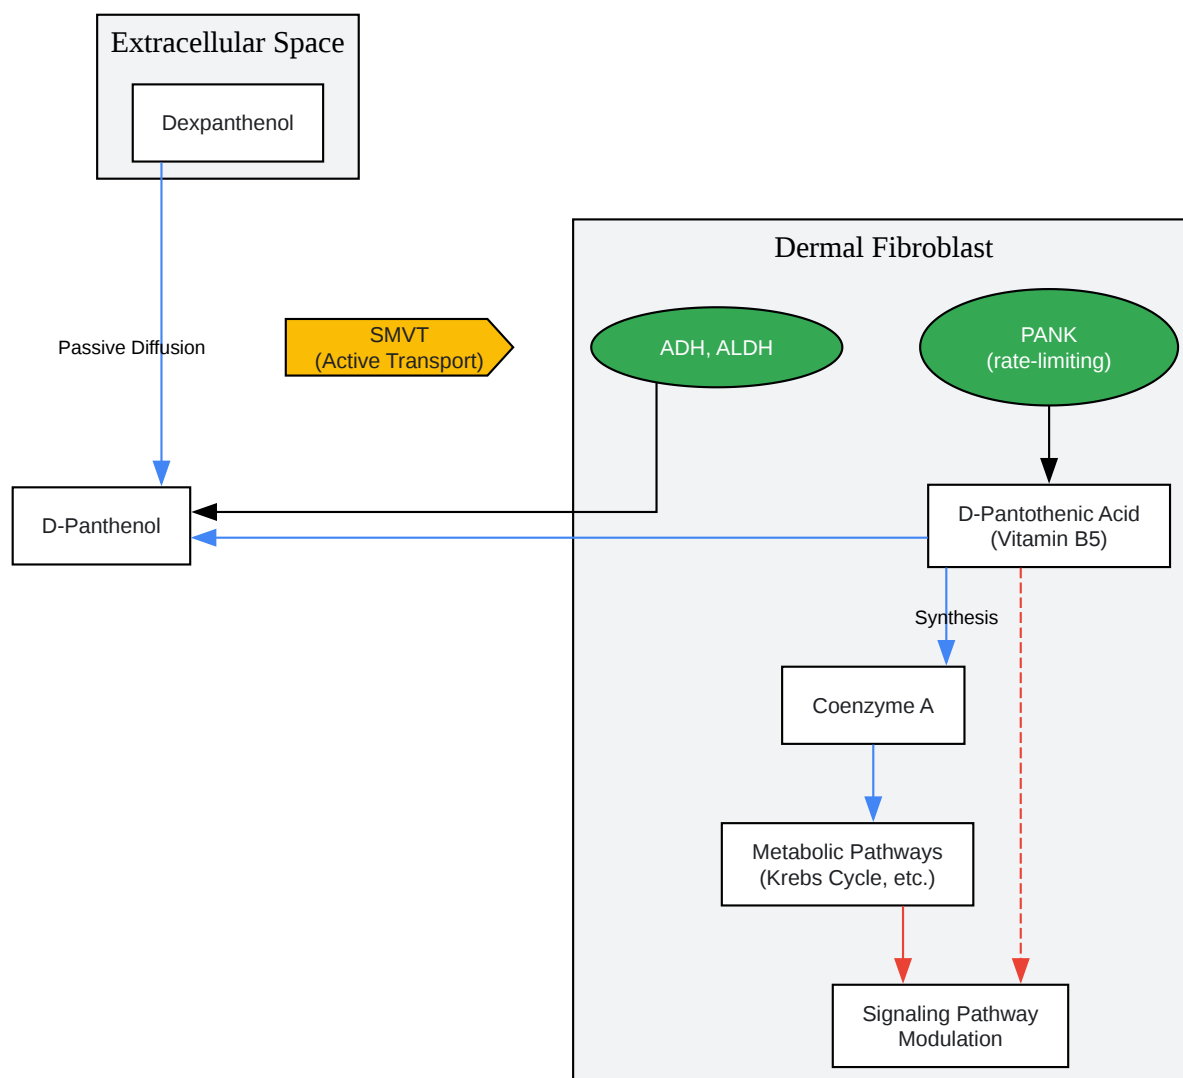 Extracellular Space
Dexpanthenol
Dermal Fibroblast
Passive Diffusion
SMVT
(Active Transport)
ADH, ALDH
PANK
(rate-limiting)
D-Panthenol
D-Pantothenic Acid
(Vitamin B5)
Synthesis
Coenzyme A
Metabolic Pathways
(Krebs Cycle, etc.)
Signaling Pathway
Modulation